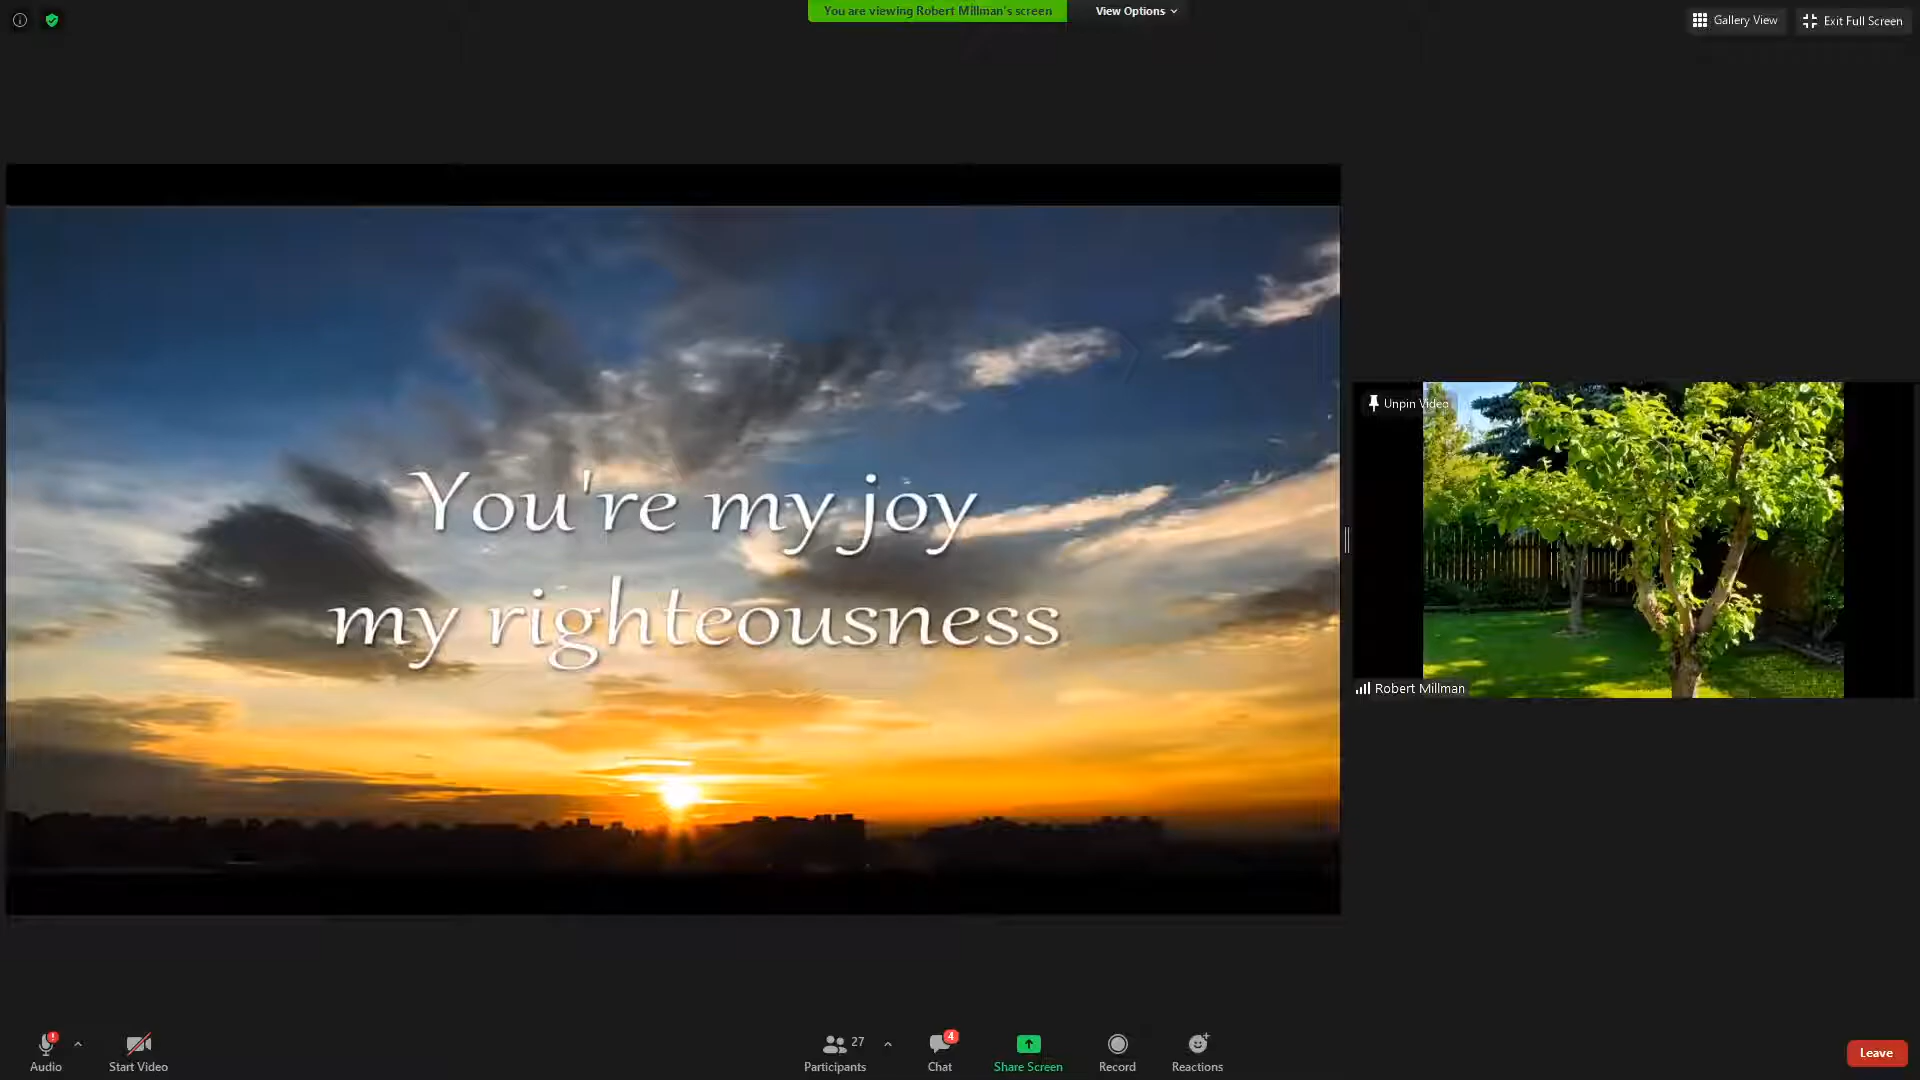 You are viewing Robert Millman's screen
View Options
Gallery View
Exit Full Screen
You're my joy
my righteousness
Unpin Video
Robert Millman
Audio
Start Video
27
Participants
4
Chat
Share Screen
Record
Reactions
Leave